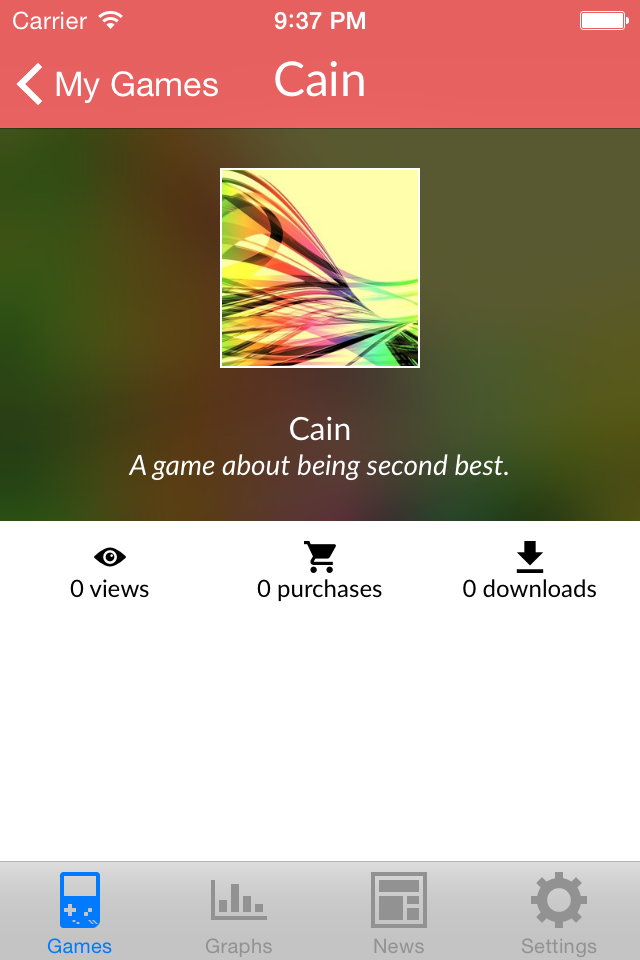 Carrier 9:37 PM
My Games Cain
Cain
A game about being second best.
0 views 0 purchases 0 downloads
Games Graphs News Settings